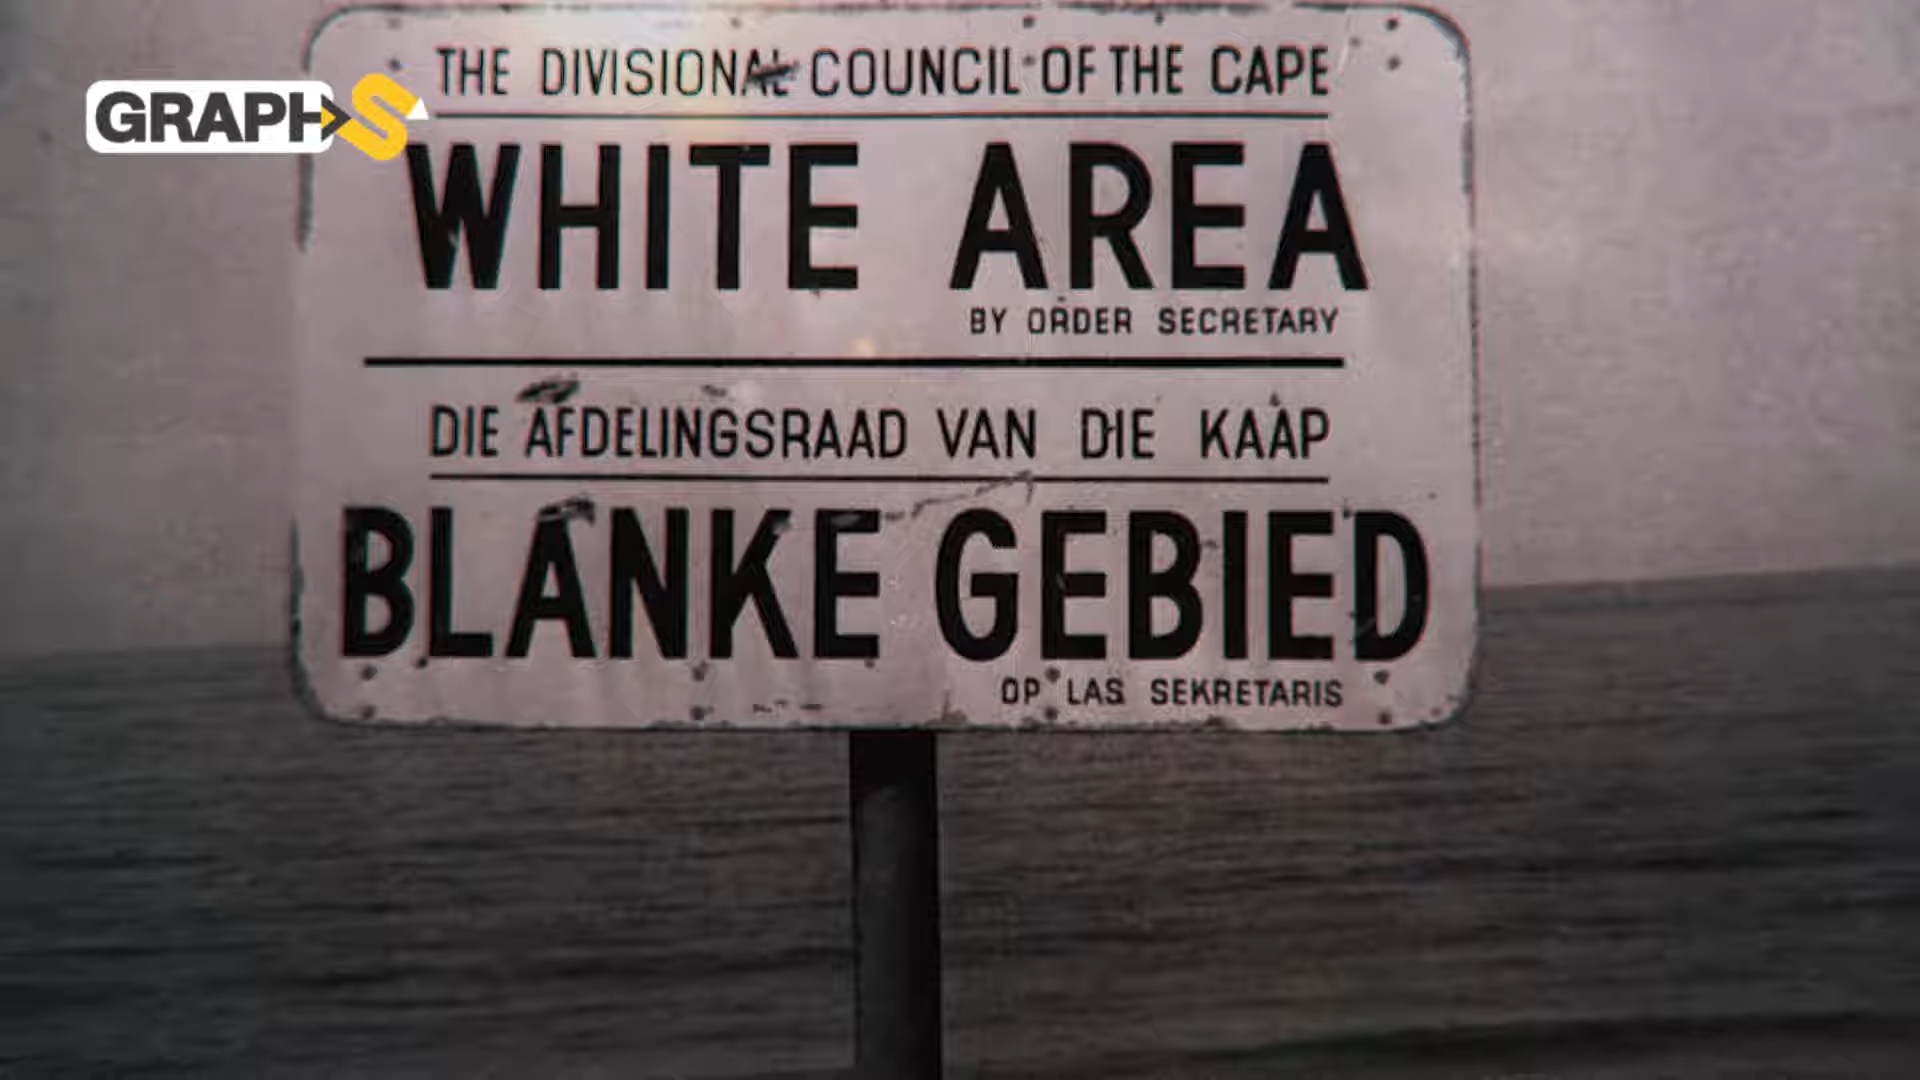 THE DIVISIONAL COUNCIL OF THE CAPE
GRAPHS
WHITE AREA
BY ORDER SECRETARY
DIE AFDELINGSRAAD VAN DIE KAAP
BLANKE GEBIED
OP LAS SEKRETARIS